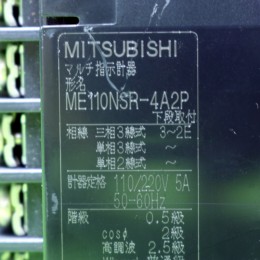 MITSUBISHI
マルチ指示計器
形名
ME110NSR-4A2P
下段取付
相線 三相3線式 3~2E
単相3線式 ー
単相2線式 ー
計器定格 110/220V 5A
50-60Hz
階級 0.5級
cosφ 2級
高調波 2.5級